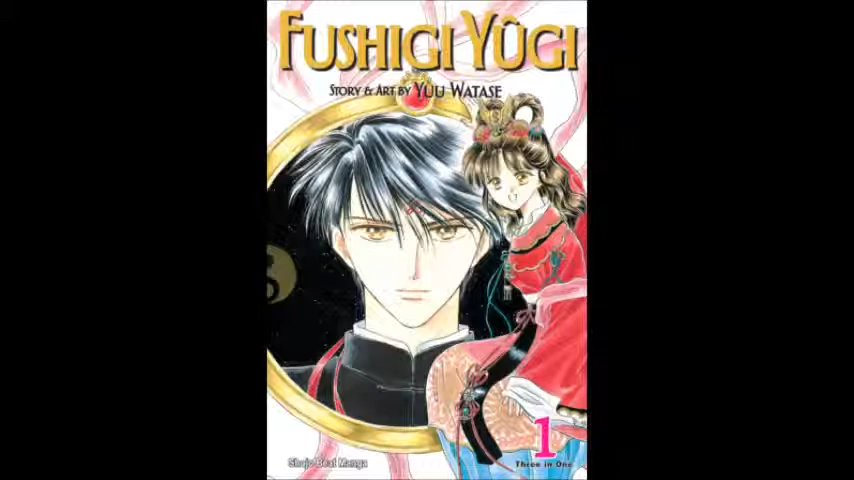 FUSHIGI YÛGI
STORY & ART BY YUU WATASE
Shojo Beat Manga
1
Three in One